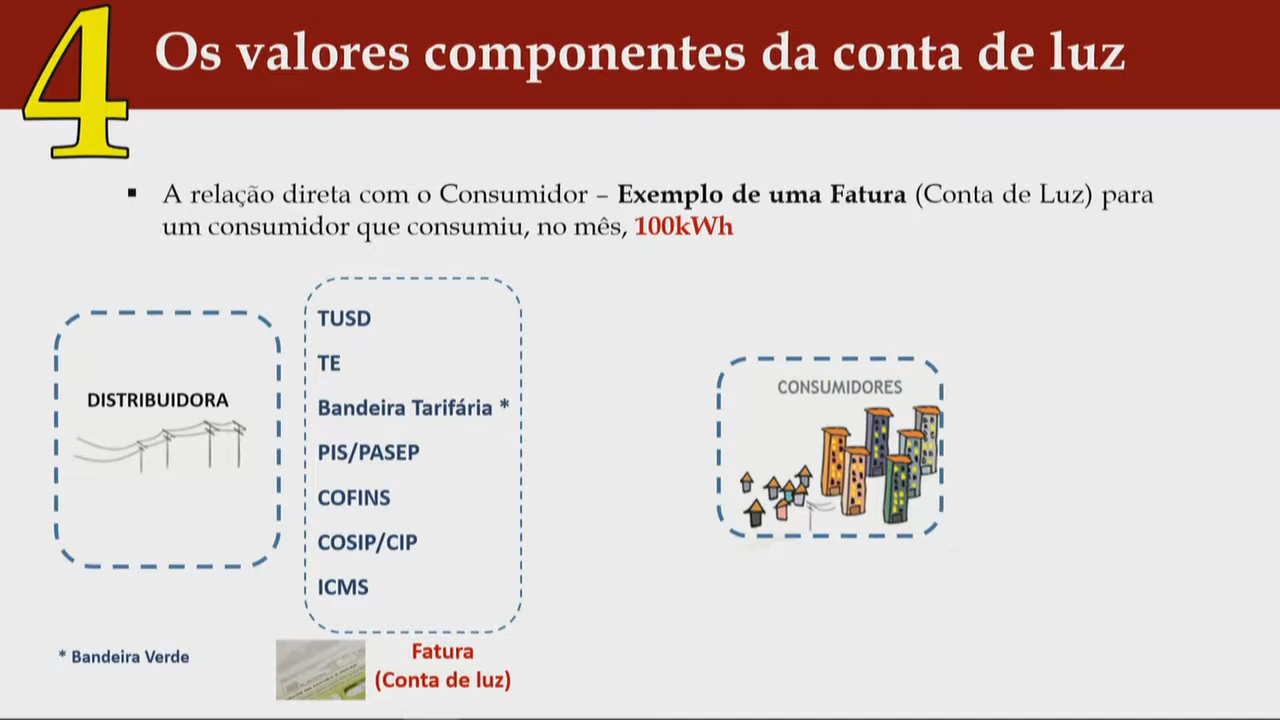 4
Os valores componentes da conta de luz
▪ A relação direta com o Consumidor – Exemplo de uma Fatura (Conta de Luz) para
um consumidor que consumiu, no mês, 100kWh
DISTRIBUIDORA
TUSD
TE
Bandeira Tarifária *
PIS/PASEP
COFINS
COSIP/CIP
ICMS
CONSUMIDORES
* Bandeira Verde
Fatura
(Conta de luz)